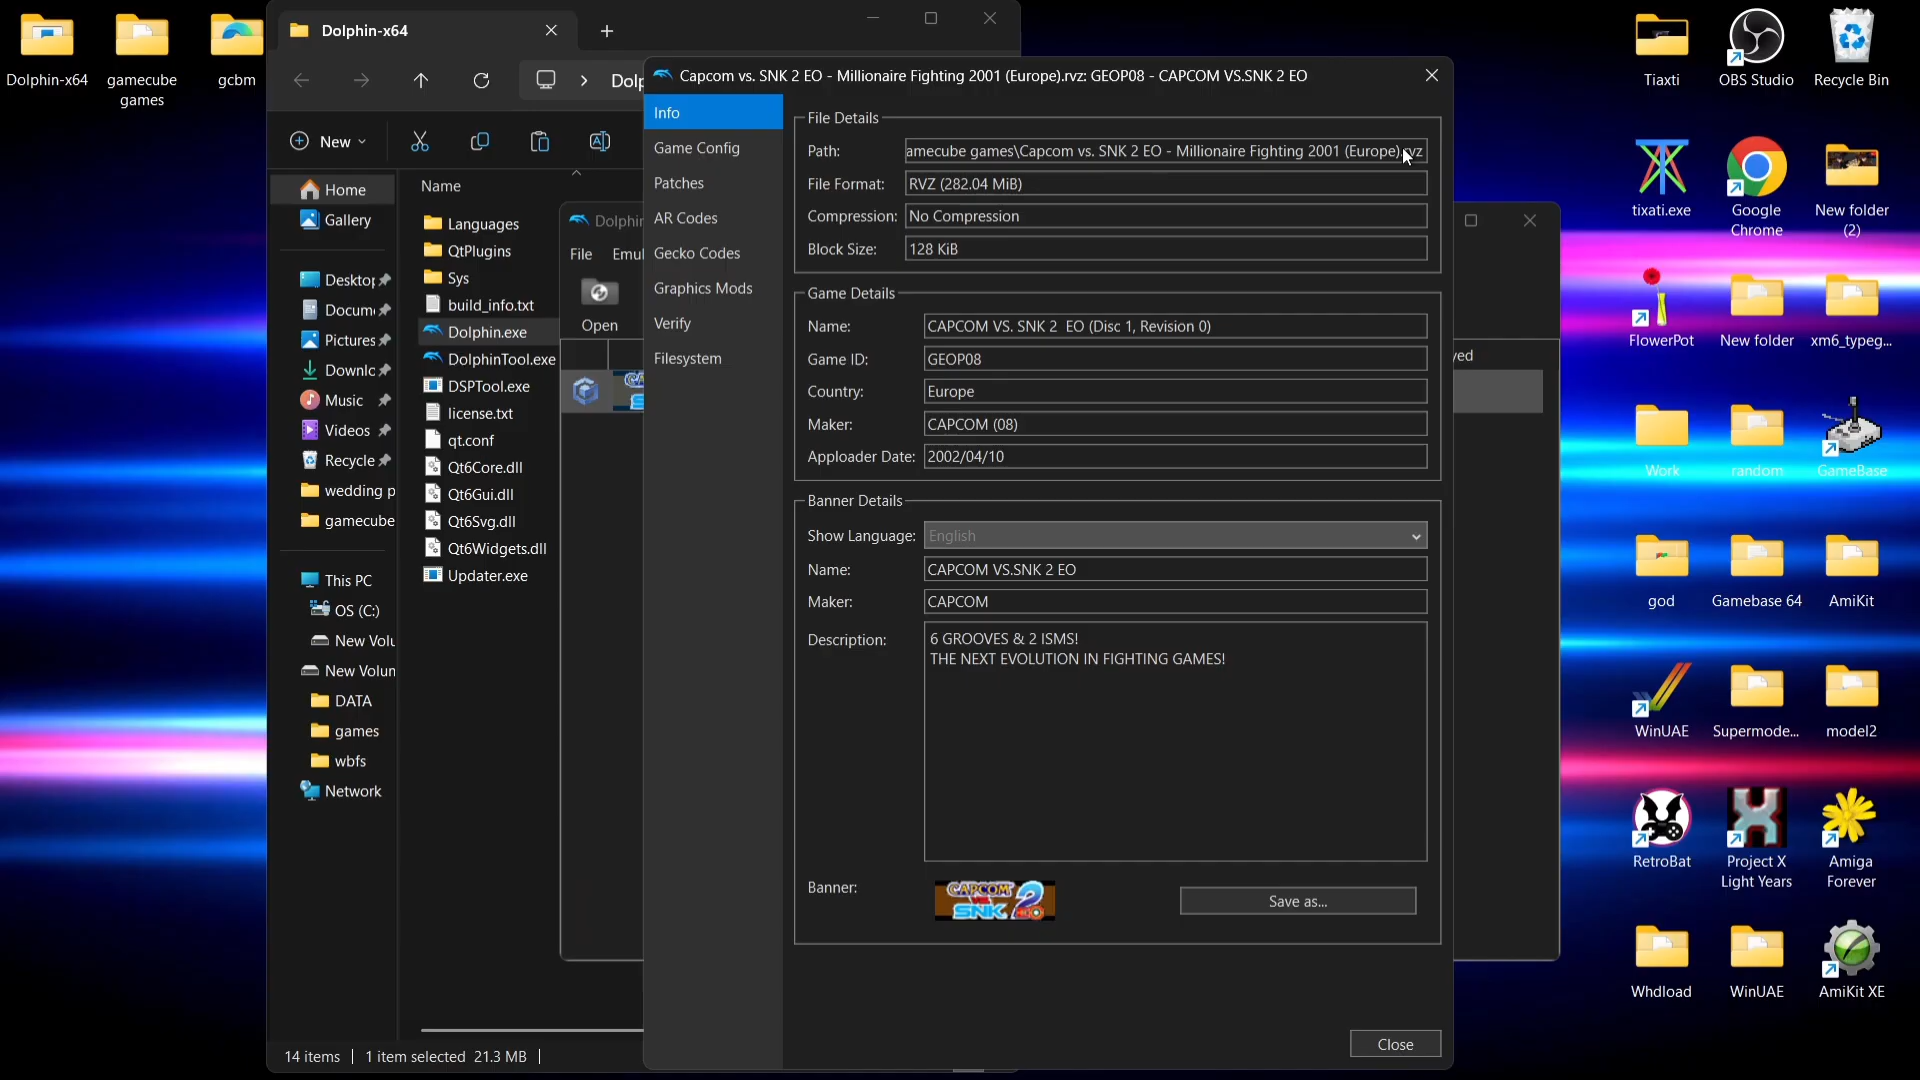 Dolphin-x64
gamecube
games
gcbm
Dolphin-x64
Dolp
New
Home
Gallery
Desktop
Docum
Pictures
Downlo
Music
Videos
Recycle
wedding p
gamecube
This PC
OS (C:)
New Volu
New Volun
DATA
games
wbfs
Network
Name
Languages
QtPlugins
Sys
build_info.txt
Dolphin.exe
DolphinTool.exe
DSPTool.exe
license.txt
qt.conf
Qt6Core.dll
Qt6Gui.dll
Qt6Svg.dll
Qt6Widgets.dll
Updater.exe
14 items
1 item selected 21.3 MB
Dolphin
File
Emul
Open
yed
Capcom vs. SNK 2 EO - Millionaire Fighting 2001 (Europe).rvz: GEOP08 - CAPCOM VS.SNK 2 EO
Info
Game Config
Patches
AR Codes
Gecko Codes
Graphics Mods
Verify
Filesystem
File Details
Path: amecube games\Capcom vs. SNK 2 EO - Millionaire Fighting 2001 (Europe).rvz
File Format: RVZ (282.04 MiB)
Compression: No Compression
Block Size: 128 KiB
Game Details
Name: CAPCOM VS. SNK 2  EO (Disc 1, Revision 0)
Game ID: GEOP08
Country: Europe
Maker: CAPCOM (08)
Apploader Date: 2002/04/10
Banner Details
Show Language: English
Name: CAPCOM VS.SNK 2 EO
Maker: CAPCOM
Description: 6 GROOVES & 2 ISMS!
THE NEXT EVOLUTION IN FIGHTING GAMES!
Banner:
CAPCOM
SNK 2 EO
Save as...
Close
Tiaxti
OBS Studio
Recycle Bin
tixati.exe
Google
Chrome
New folder
(2)
FlowerPot
New folder
xm6_typeg...
Work
random
GameBase
god
Gamebase 64
AmiKit
WinUAE
Supermode...
model2
RetroBat
Project X
Light Years
Amiga
Forever
Whdload
WinUAE
AmiKit XE